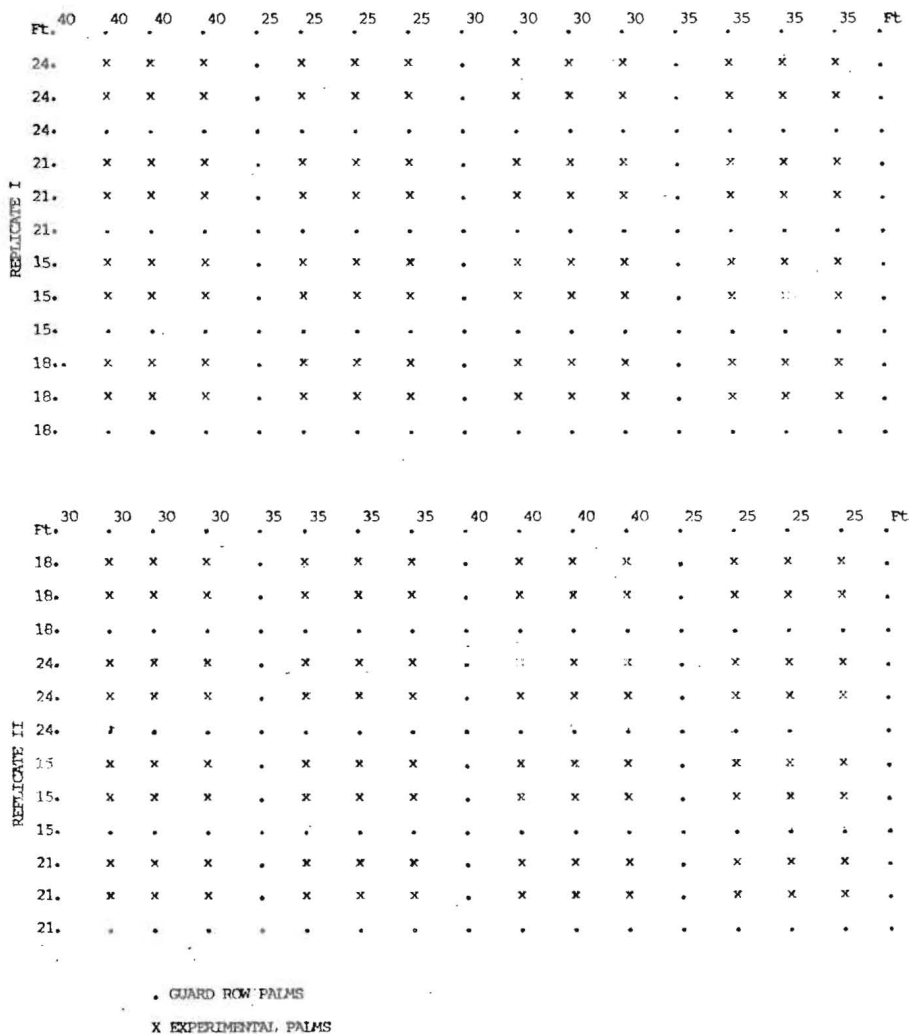 Ft. 40 40 40 40 25 25 25 25 30 30 30 30 35 35 35 35 Ft
24. x x x . x x x . x x x . x x x .
24. x x x . x x x . x x x . x x x .
24. . . . . . . . . . . . . . . . .
21. x x x . x x x . x x x . x x x .
21. x x x . x x x . x x x . x x x .
21. . . . . . . . . . . . . . . . .
15. x x x . x x x . x x x . x x x .
15. x x x . x x x . x x x . x x .
15. . . . . . . . . . . . . . . . .
18. x x x . x x x . x x x . x x x .
18. x x x . x x x . x x x . x x x .
18. . . . . . . . . . . . . . . . .
REPLICATE I
Ft. 30 30 30 30 35 35 35 35 40 40 40 40 25 25 25 25 Ft
18. x x x . x x x . x x x . x x x .
18. x x x . x x x . x x x . x x x .
18. . . . . . . . . . . . . . . . .
24. x x x . x x x . x x . x x x .
24. x x x . x x x . x x x . x x x .
24. . . . . . . . . . . . . . .
15. x x x . x x x . x x x . x x x .
15. x x x . x x x . x x x . x x x .
15. . . . . . . . . . . . . . . . .
21. x x x . x x x . x x x . x x x .
21. x x x . x x x . x x x . x x x .
21. . . . . . . . . . . . . . . . .
REPLICATE II
. GUARD ROW PALMS
X EXPERIMENTAL PALMS